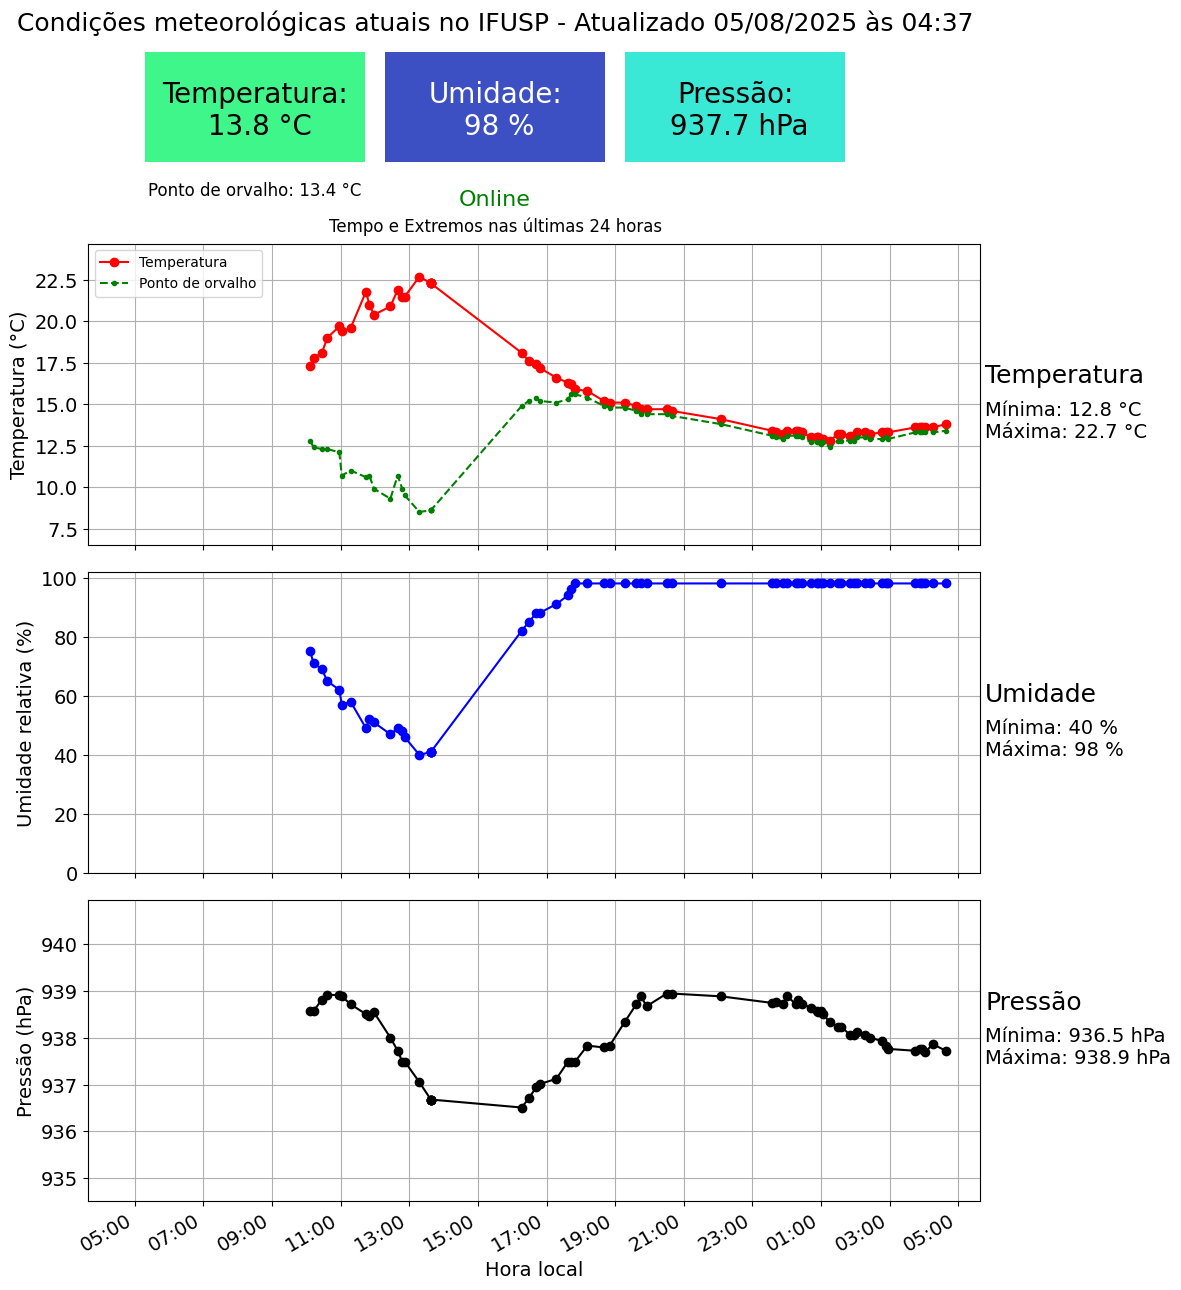 Condições meteorológicas atuais no IFUSP - Atualizado 05/08/2025 às 04:37
Temperatura:
13.8 °C
Umidade:
98 %
Pressão:
937.7 hPa
Ponto de orvalho: 13.4 °C
Online
Tempo e Extremos nas últimas 24 horas
Temperatura
Ponto de orvalho
22.5
20.0
17.5
15.0
12.5
10.0
7.5
Temperatura (°C)
Temperatura
Mínima: 12.8 °C
Máxima: 22.7 °C
100
80
60
40
20
0
Umidade relativa (%)
Umidade
Mínima: 40 %
Máxima: 98 %
940
939
938
937
936
935
Pressão (hPa)
Pressão
Mínima: 936.5 hPa
Máxima: 938.9 hPa
05:00 07:00 09:00 11:00 13:00 15:00 17:00 19:00 21:00 23:00 01:00 03:00 05:00
Hora local